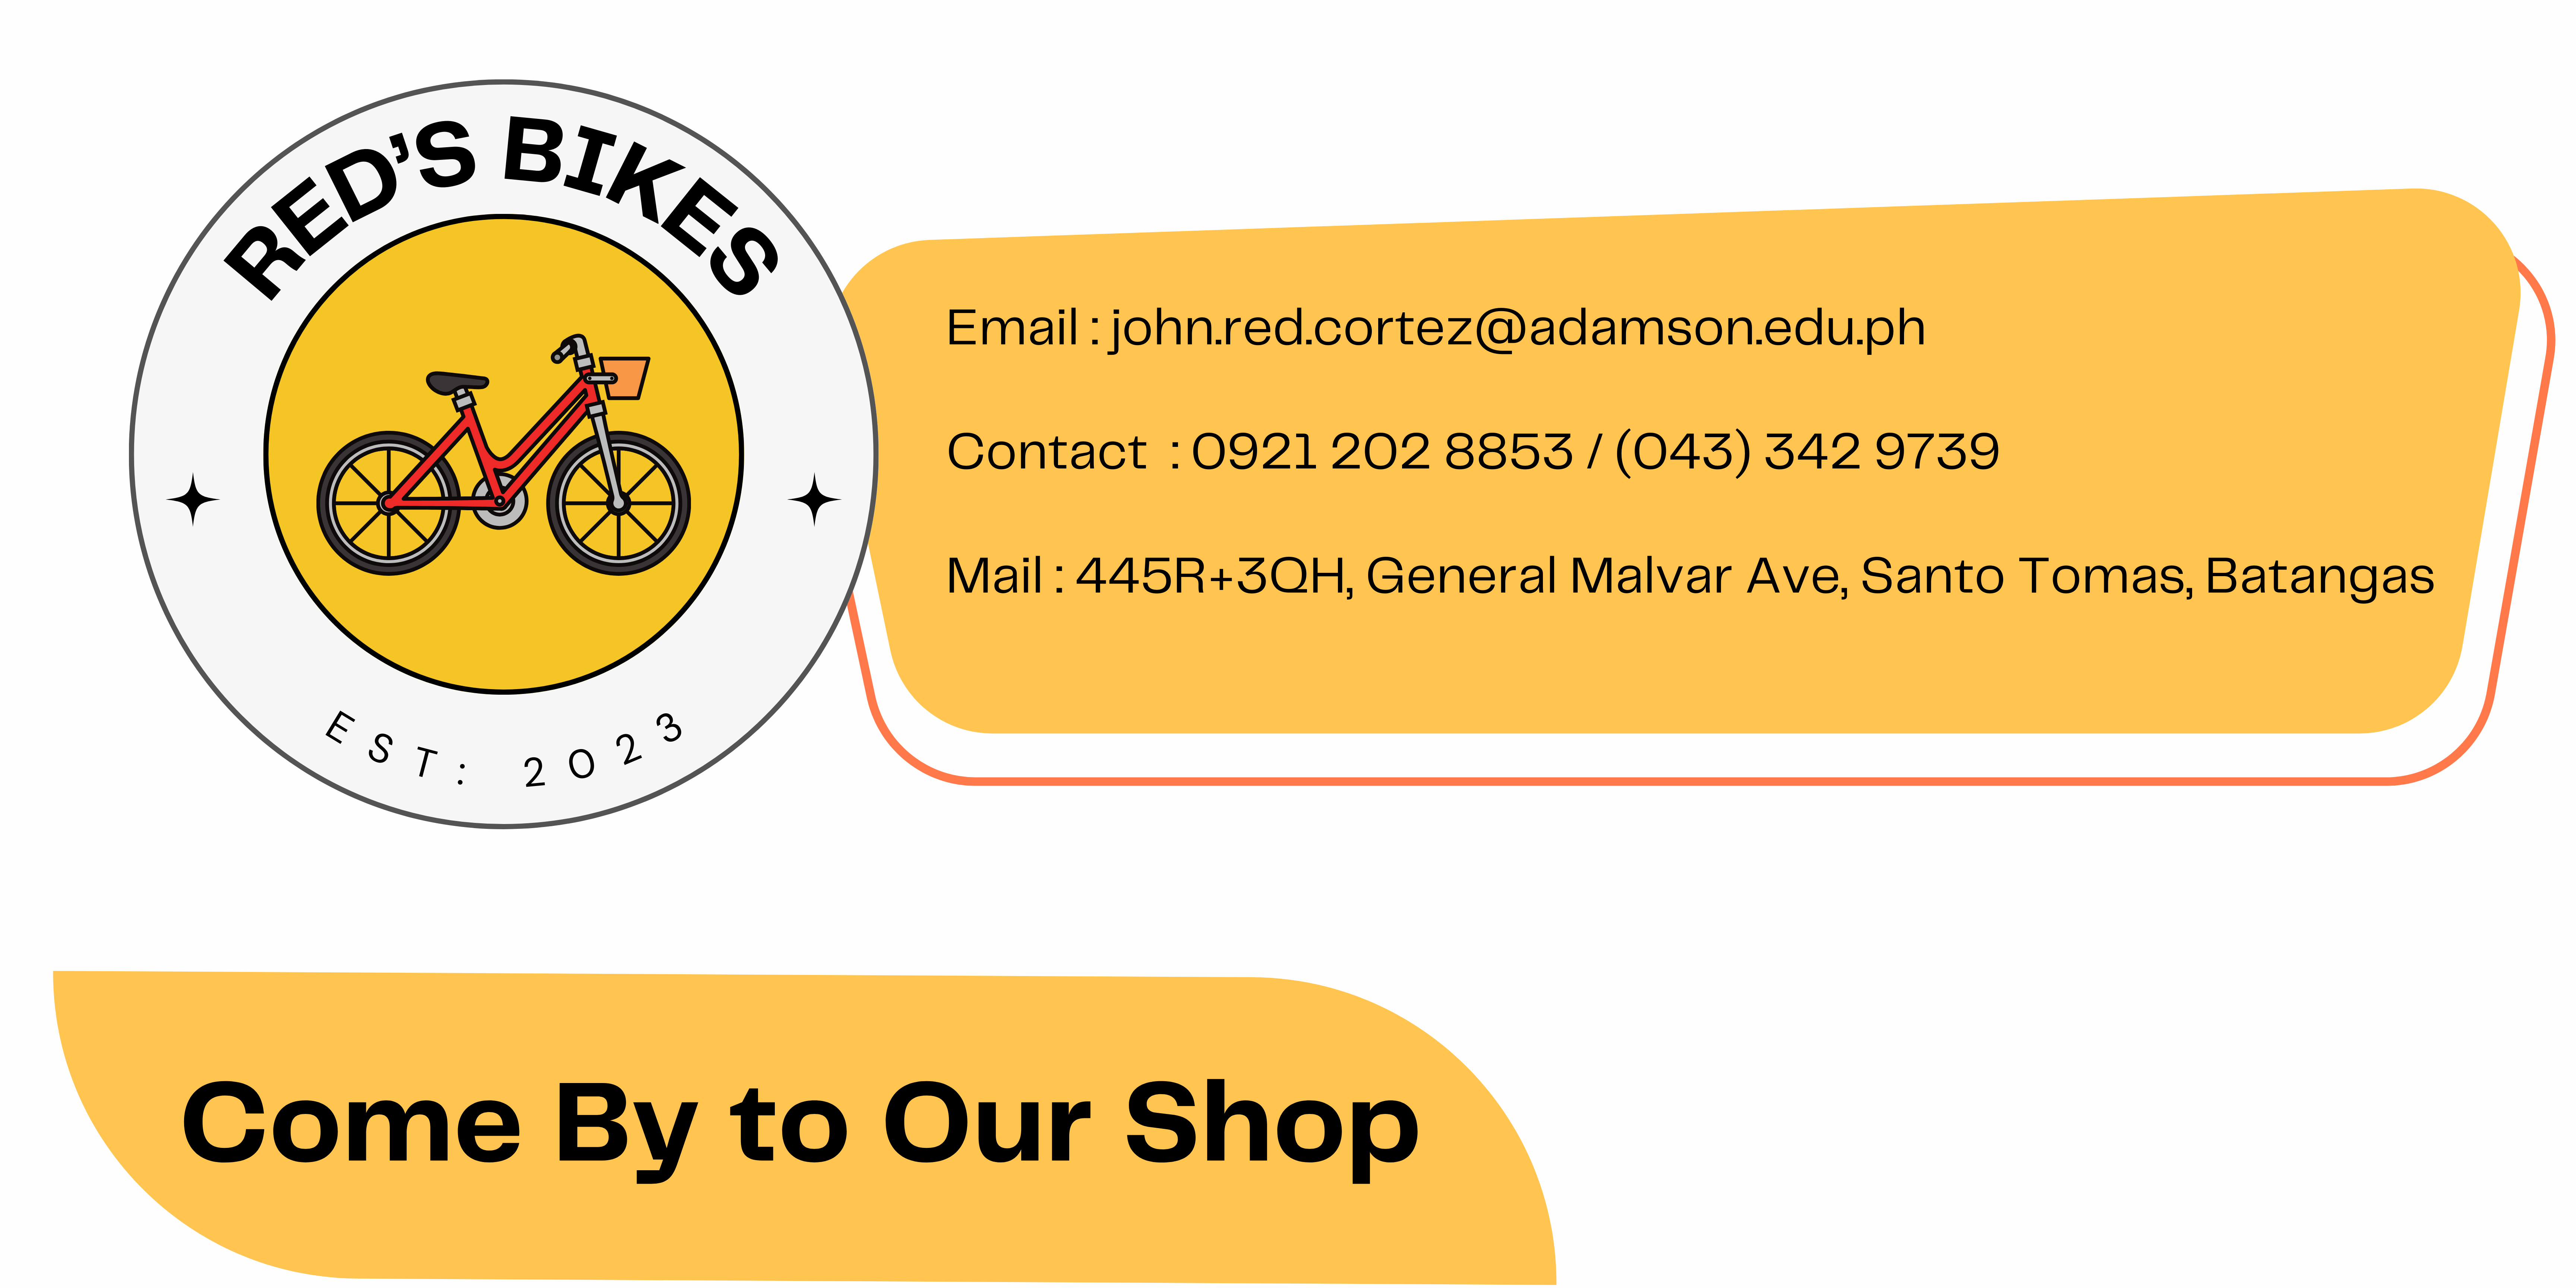 RED'S BIKES
EST: 2023
Email : john.red.cortez@adamson.edu.ph
Contact : 0921 202 8853 / (043) 342 9739
Mail : 445R+3QH, General Malvar Ave, Santo Tomas, Batangas
Come By to Our Shop